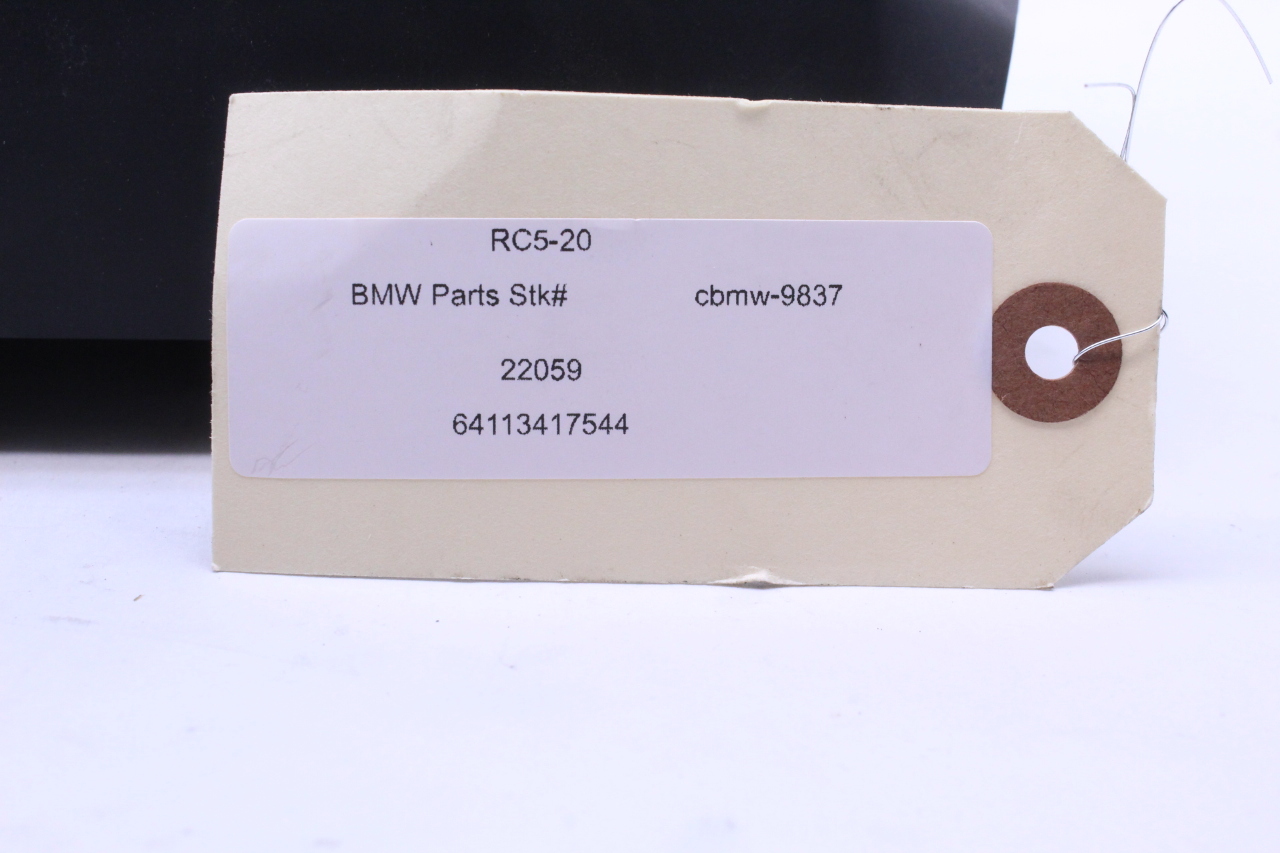 RC5-20
BMW Parts Stk# cbmw-9837
22059
64113417544